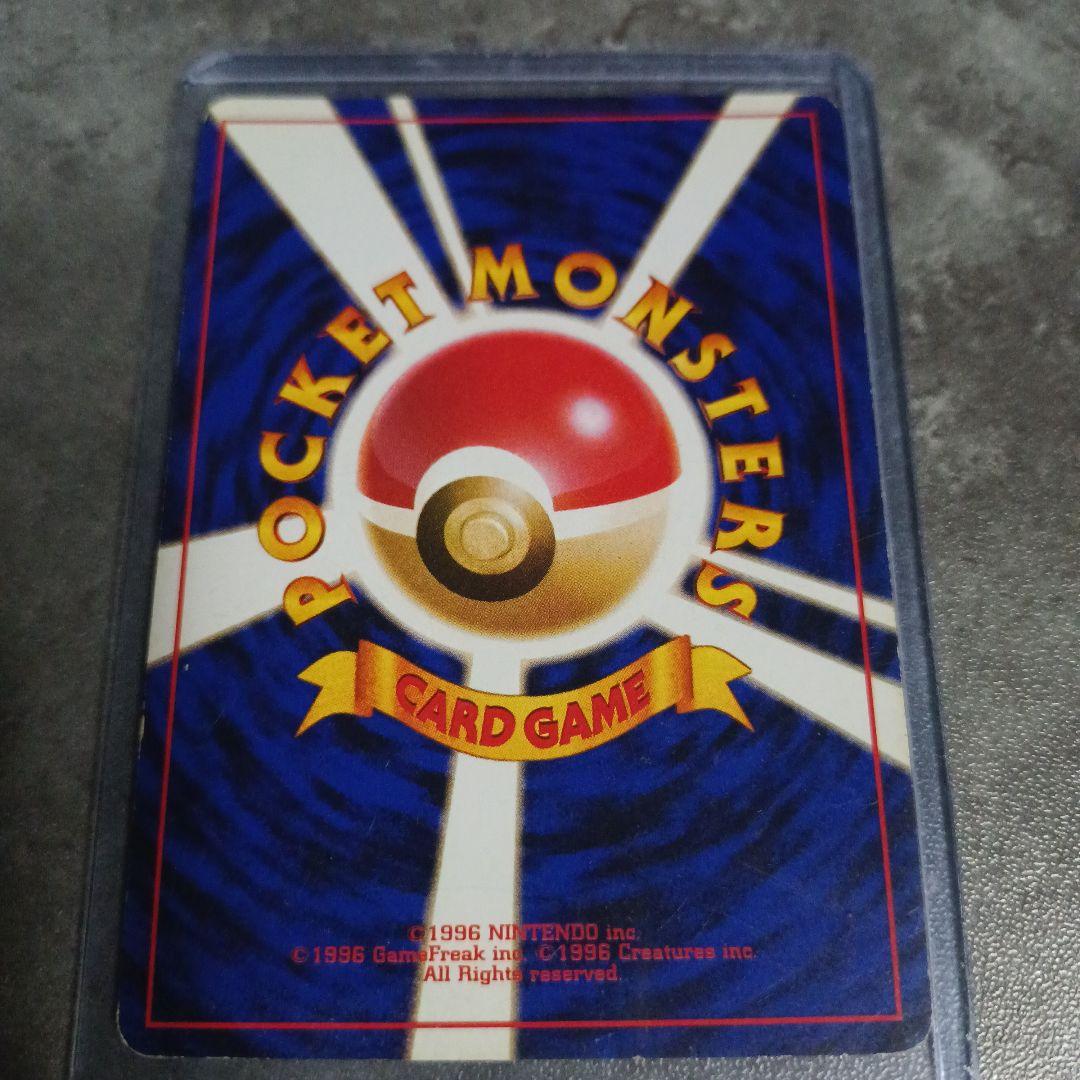 POCKET MONSTERS
CARD GAME
©1996 NINTENDO inc.
©1996 GameFreak inc. ©1996 Creatures inc.
All Rights reserved.